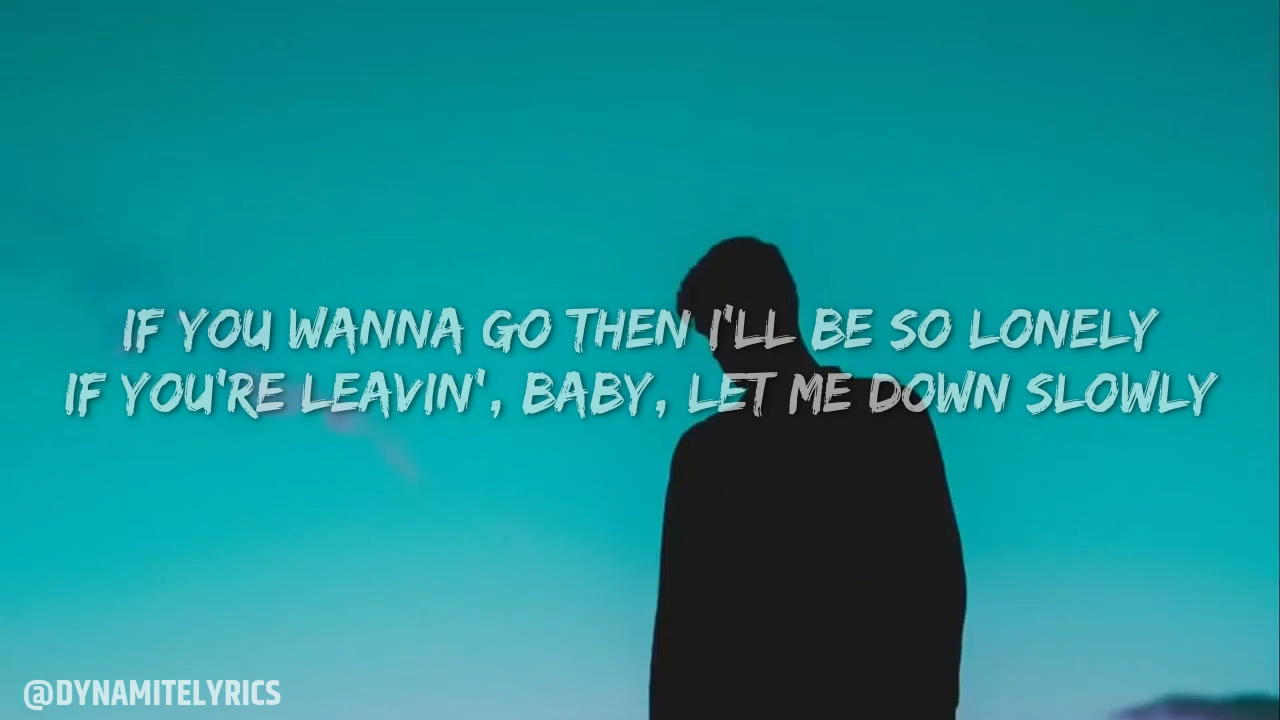 IF YOU WANNA GO THEN I'LL BE SO LONELY
IF YOU'RE LEAVIN', BABY, LET ME DOWN SLOWLY
@DYNAMITELYRICS